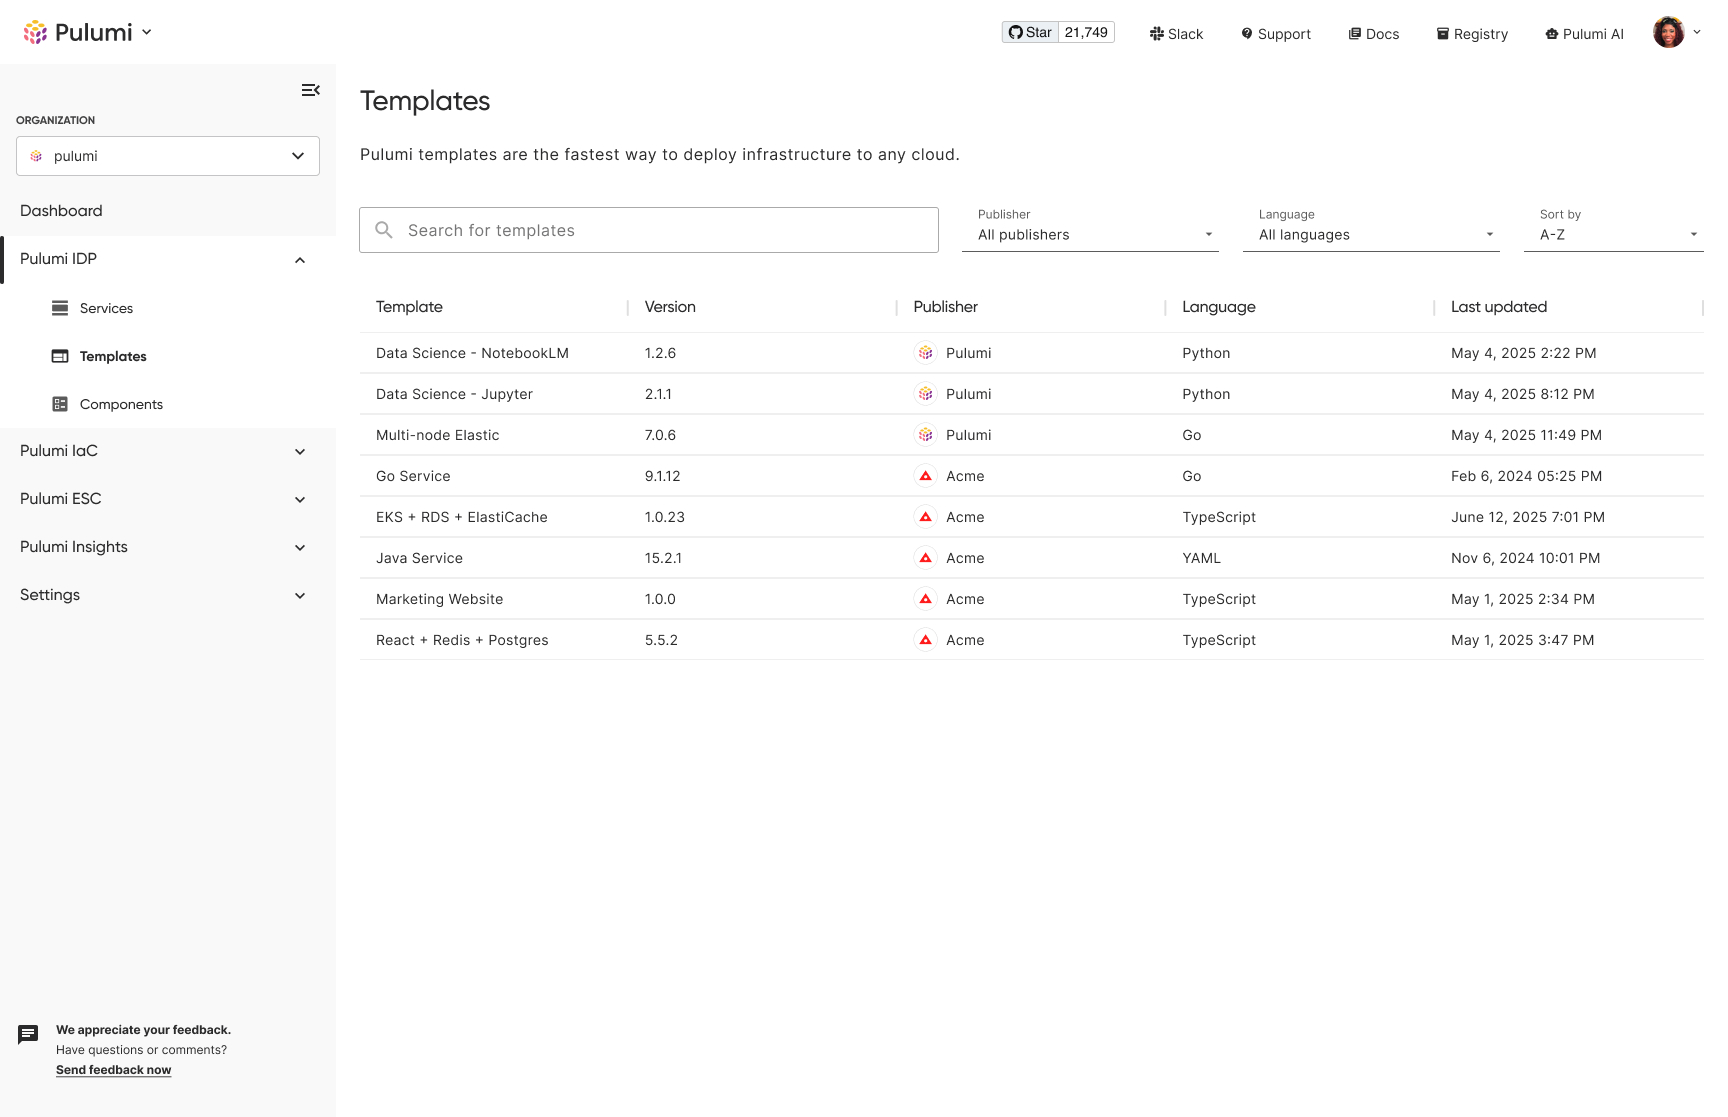 Pulumi
Star 21,749 Slack Support Docs Registry Pulumi AI
ORGANIZATION
pulumi
Dashboard
Pulumi IDP
Services
Templates
Components
Pulumi IaC
Pulumi ESC
Pulumi Insights
Settings
We appreciate your feedback.
Have questions or comments?
Send feedback now
Templates
Pulumi templates are the fastest way to deploy infrastructure to any cloud.
Search for templates
Publisher
All publishers
Language
All languages
Sort by
A-Z
Template Version Publisher Language Last updated
Data Science - NotebookLM 1.2.6 Pulumi Python May 4, 2025 2:22 PM
Data Science - Jupyter 2.1.1 Pulumi Python May 4, 2025 8:12 PM
Multi-node Elastic 7.0.6 Pulumi Go May 4, 2025 11:49 PM
Go Service 9.1.12 Acme Go Feb 6, 2024 05:25 PM
EKS + RDS + ElastiCache 1.0.23 Acme TypeScript June 12, 2025 7:01 PM
Java Service 15.2.1 Acme YAML Nov 6, 2024 10:01 PM
Marketing Website 1.0.0 Acme TypeScript May 1, 2025 2:34 PM
React + Redis + Postgres 5.5.2 Acme TypeScript May 1, 2025 3:47 PM